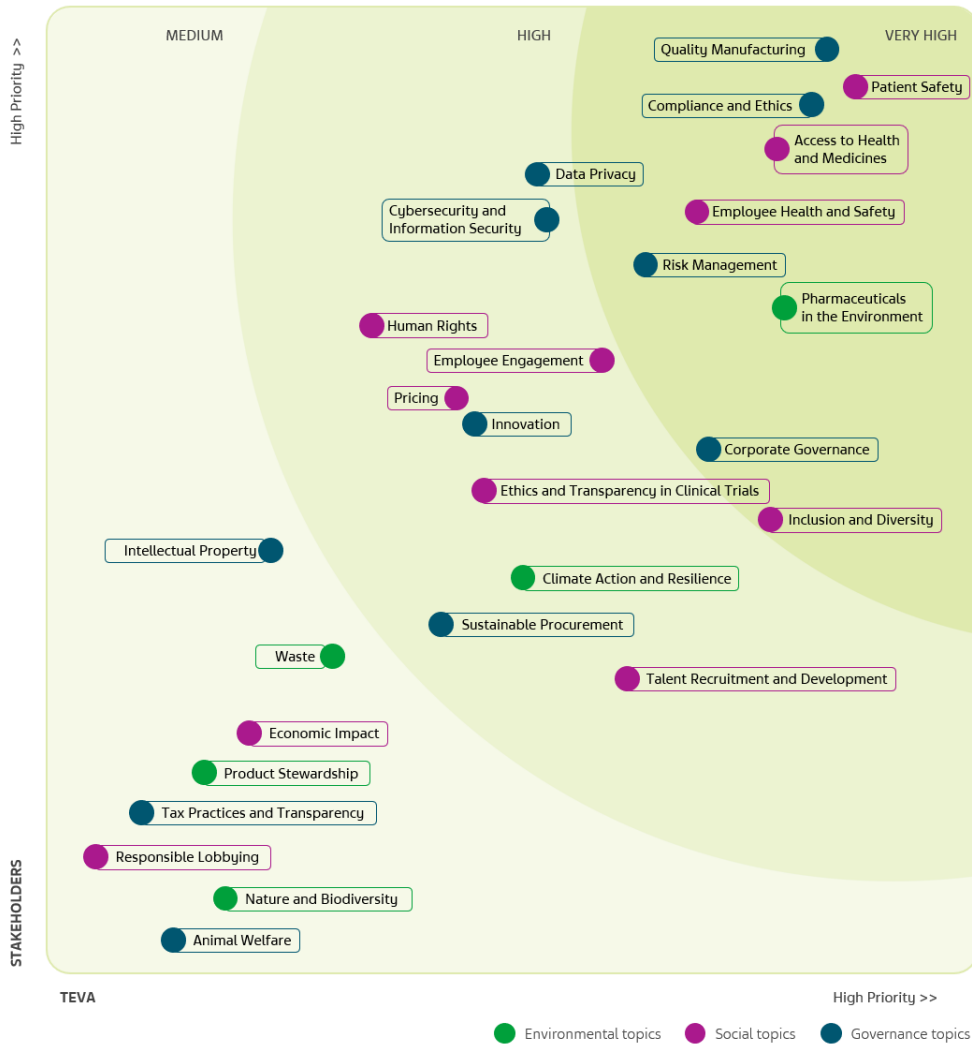 MEDIUM
HIGH
VERY HIGH
High Priority >>
Quality Manufacturing
Patient Safety
Compliance and Ethics
Access to Health
and Medicines
Data Privacy
Cybersecurity and
Information Security
Employee Health and Safety
Risk Management
Pharmaceuticals
in the Environment
Human Rights
Employee Engagement
Pricing
Innovation
Corporate Governance
Ethics and Transparency in Clinical Trials
Inclusion and Diversity
Intellectual Property
Climate Action and Resilience
Sustainable Procurement
Waste
Talent Recruitment and Development
Economic Impact
Product Stewardship
Tax Practices and Transparency
Responsible Lobbying
Nature and Biodiversity
Animal Welfare
STAKEHOLDERS
TEVA
High Priority >>
Environmental topics
Social topics
Governance topics